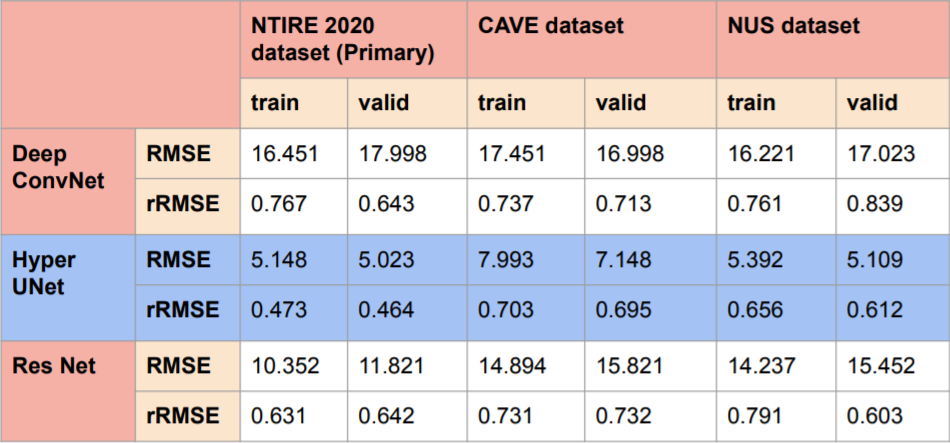 NTIRE 2020 dataset (Primary) CAVE dataset NUS dataset
train valid train valid train valid
Deep ConvNet RMSE 16.451 17.998 17.451 16.998 16.221 17.023
rRMSE 0.767 0.643 0.737 0.713 0.761 0.839
Hyper UNet RMSE 5.148 5.023 7.993 7.148 5.392 5.109
rRMSE 0.473 0.464 0.703 0.695 0.656 0.612
Res Net RMSE 10.352 11.821 14.894 15.821 14.237 15.452
rRMSE 0.631 0.642 0.731 0.732 0.791 0.603